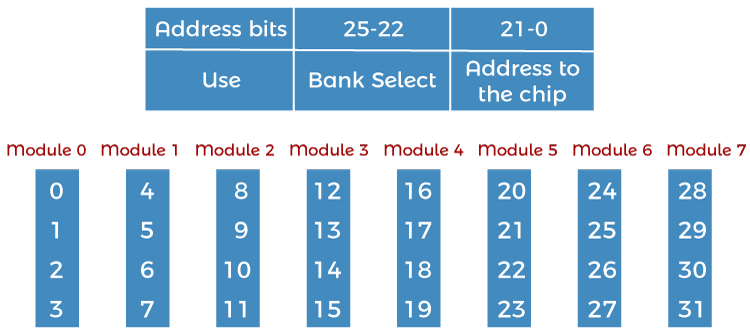 Address bits 25-22 21-0
Use Bank Select Address to the chip
Module 0 Module 1 Module 2 Module 3 Module 4 Module 5 Module 6 Module 7
0 4 8 12 16 20 24 28
1 5 9 13 17 21 25 29
2 6 10 14 18 22 26 30
3 7 11 15 19 23 27 31